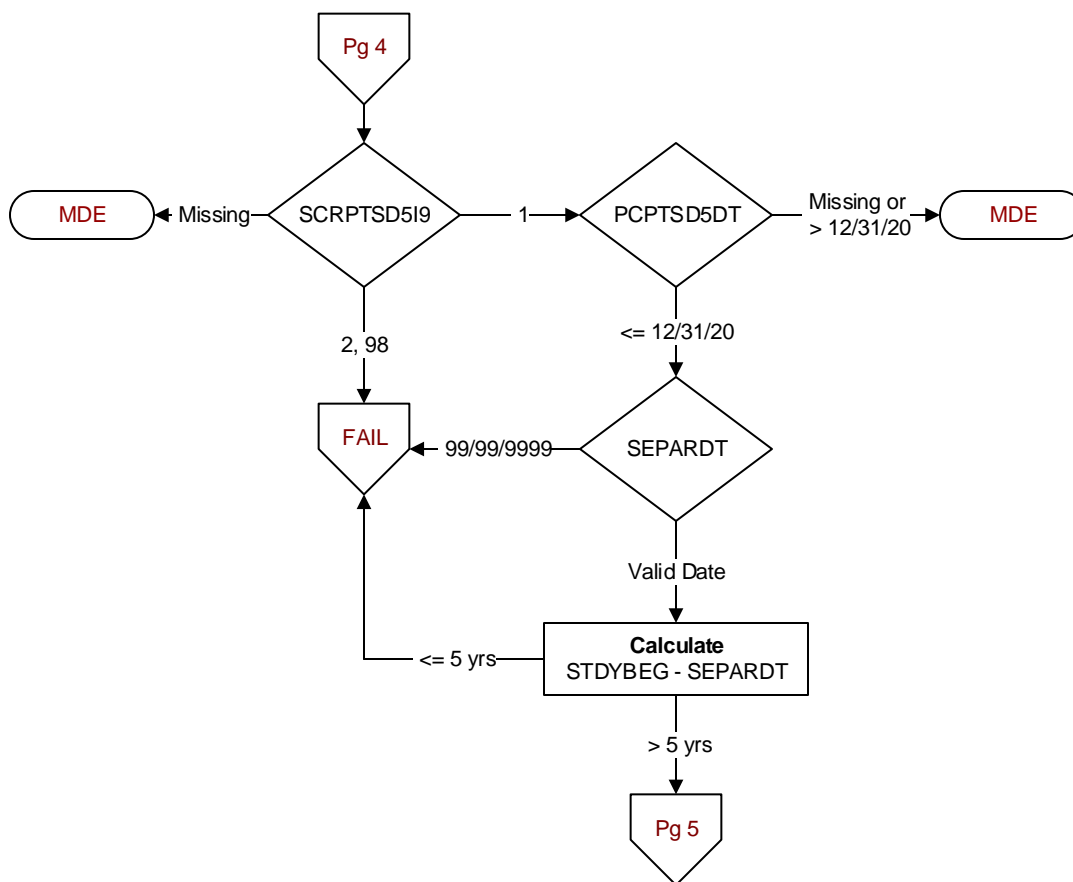 Pg 4
MDE
Missing
SCRPTSD5I9
1
PCPTSD5DT
Missing or
> 12/31/20
MDE
2, 98
<= 12/31/20
FAIL
99/99/9999
SEPARDT
Valid Date
Calculate
STDYBEG - SEPARDT
<= 5 yrs
> 5 yrs
Pg 5